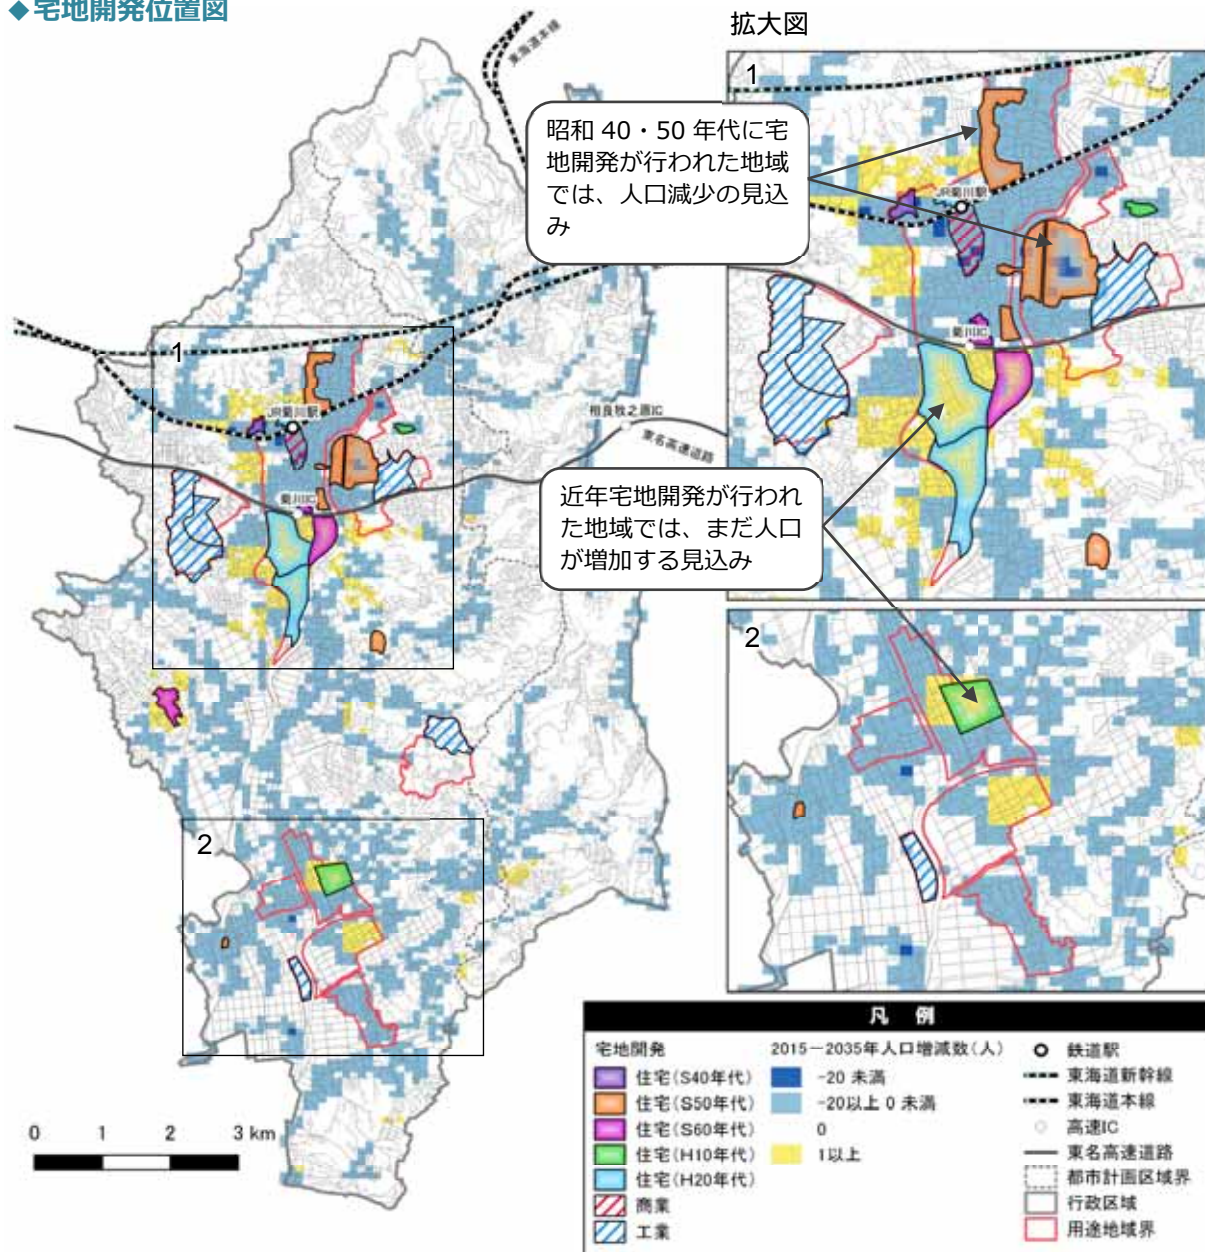 ◆宅地開発位置図
拡大図
東海道本線
1
昭和 40・50 年代に宅
地開発が行われた地域
では、人口減少の見込
み
JR菊川駅
菊川IC
1
JR菊川駅
菊川IC
相良牧之原IC
東名高速道路
近年宅地開発が行われ
た地域では、まだ人口
が増加する見込み
2
2
0 1 2 3 km
凡 例
宅地開発
住宅(S40年代)
住宅(S50年代)
住宅(S60年代)
住宅(H10年代)
住宅(H20年代)
商業
工業
2015−2035年人口増減数(人)
-20 未満
-20以上 0 未満
0
1以上
鉄道駅
東海道新幹線
東海道本線
高速IC
東名高速道路
都市計画区域界
行政区域
用途地域界